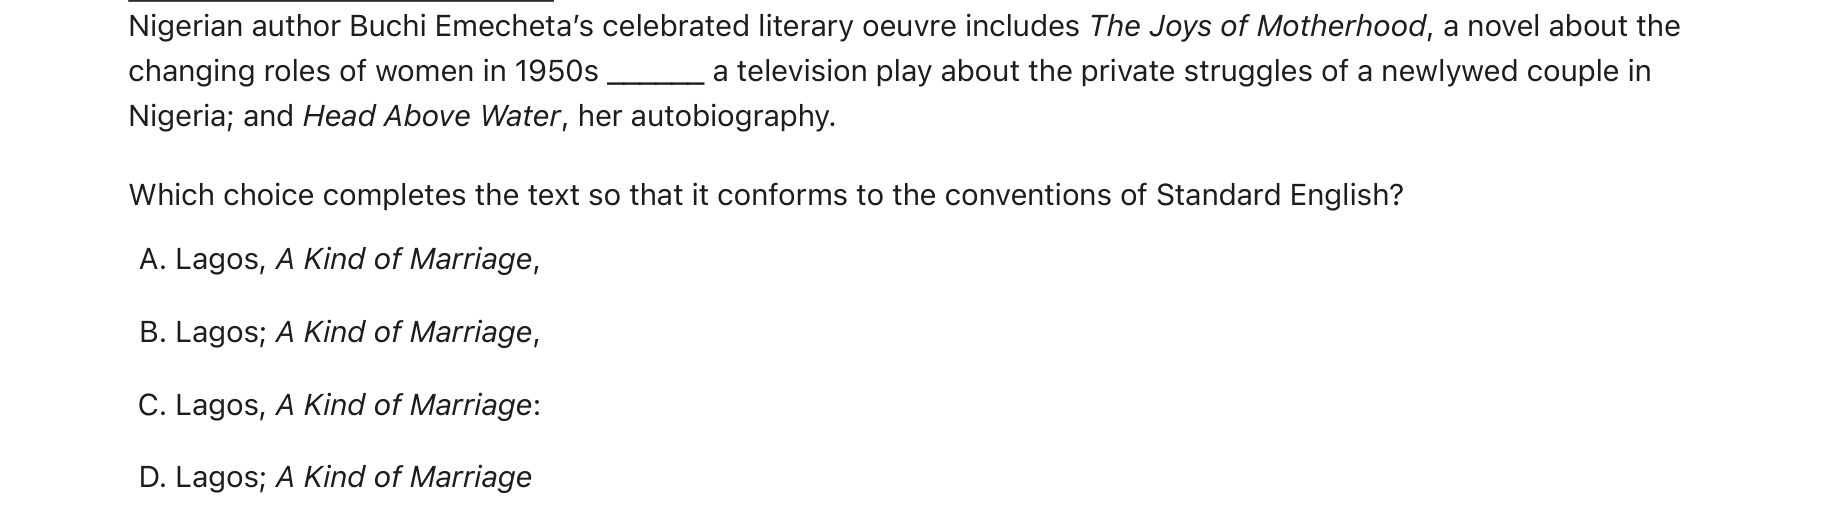 Nigerian author Buchi Emecheta’s celebrated literary oeuvre includes The Joys of Motherhood, a novel about the
changing roles of women in 1950s ______ a television play about the private struggles of a newlywed couple in
Nigeria; and Head Above Water, her autobiography.
Which choice completes the text so that it conforms to the conventions of Standard English?
A. Lagos, A Kind of Marriage,
B. Lagos; A Kind of Marriage,
C. Lagos, A Kind of Marriage:
D. Lagos; A Kind of Marriage